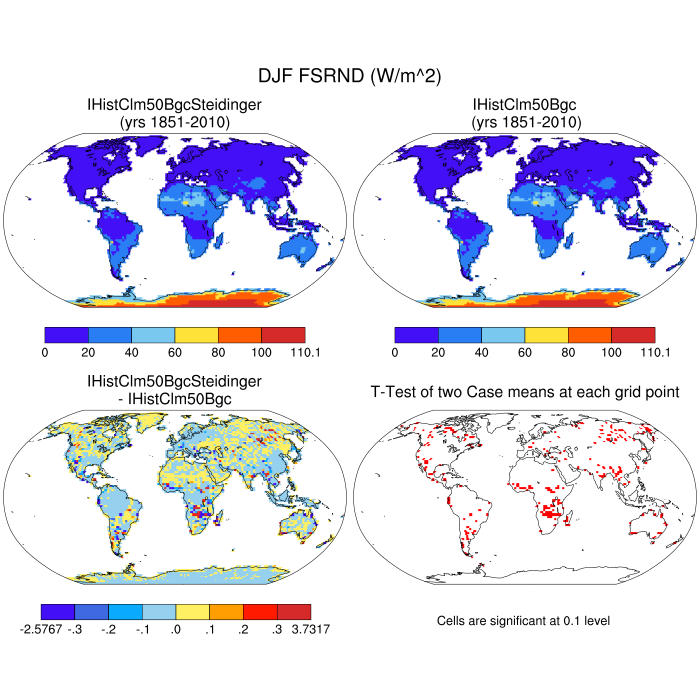 DJF FSRND (W/m^2)
IHistClm50BgcSteidinger
(yrs 1851-2010)
IHistClm50Bgc
(yrs 1851-2010)
0 20 40 60 80 100 110.1
0 20 40 60 80 100 110.1
IHistClm50BgcSteidinger
- IHistClm50Bgc
T-Test of two Case means at each grid point
-2.5767 -.3 -.2 -.1 .0 .1 .2 .3 3.7317
Cells are significant at 0.1 level